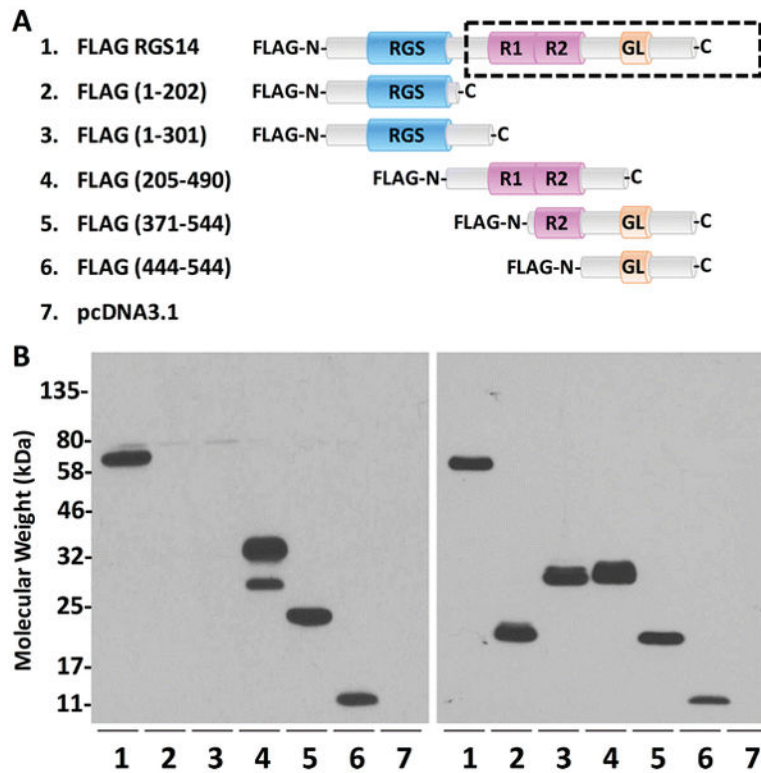 A
1. FLAG RGS14 FLAG-N- RGS R1 R2 GL -C
2. FLAG (1-202) FLAG-N- RGS -C
3. FLAG (1-301) FLAG-N- RGS -C
4. FLAG (205-490) FLAG-N- R1 R2 -C
5. FLAG (371-544) FLAG-N- R2 GL -C
6. FLAG (444-544) FLAG-N- GL -C
7. pcDNA3.1
B
Molecular Weight (kDa)
135-
80-
58-
46-
32-
25-
17-
11-
1 2 3 4 5 6 7 1 2 3 4 5 6 7